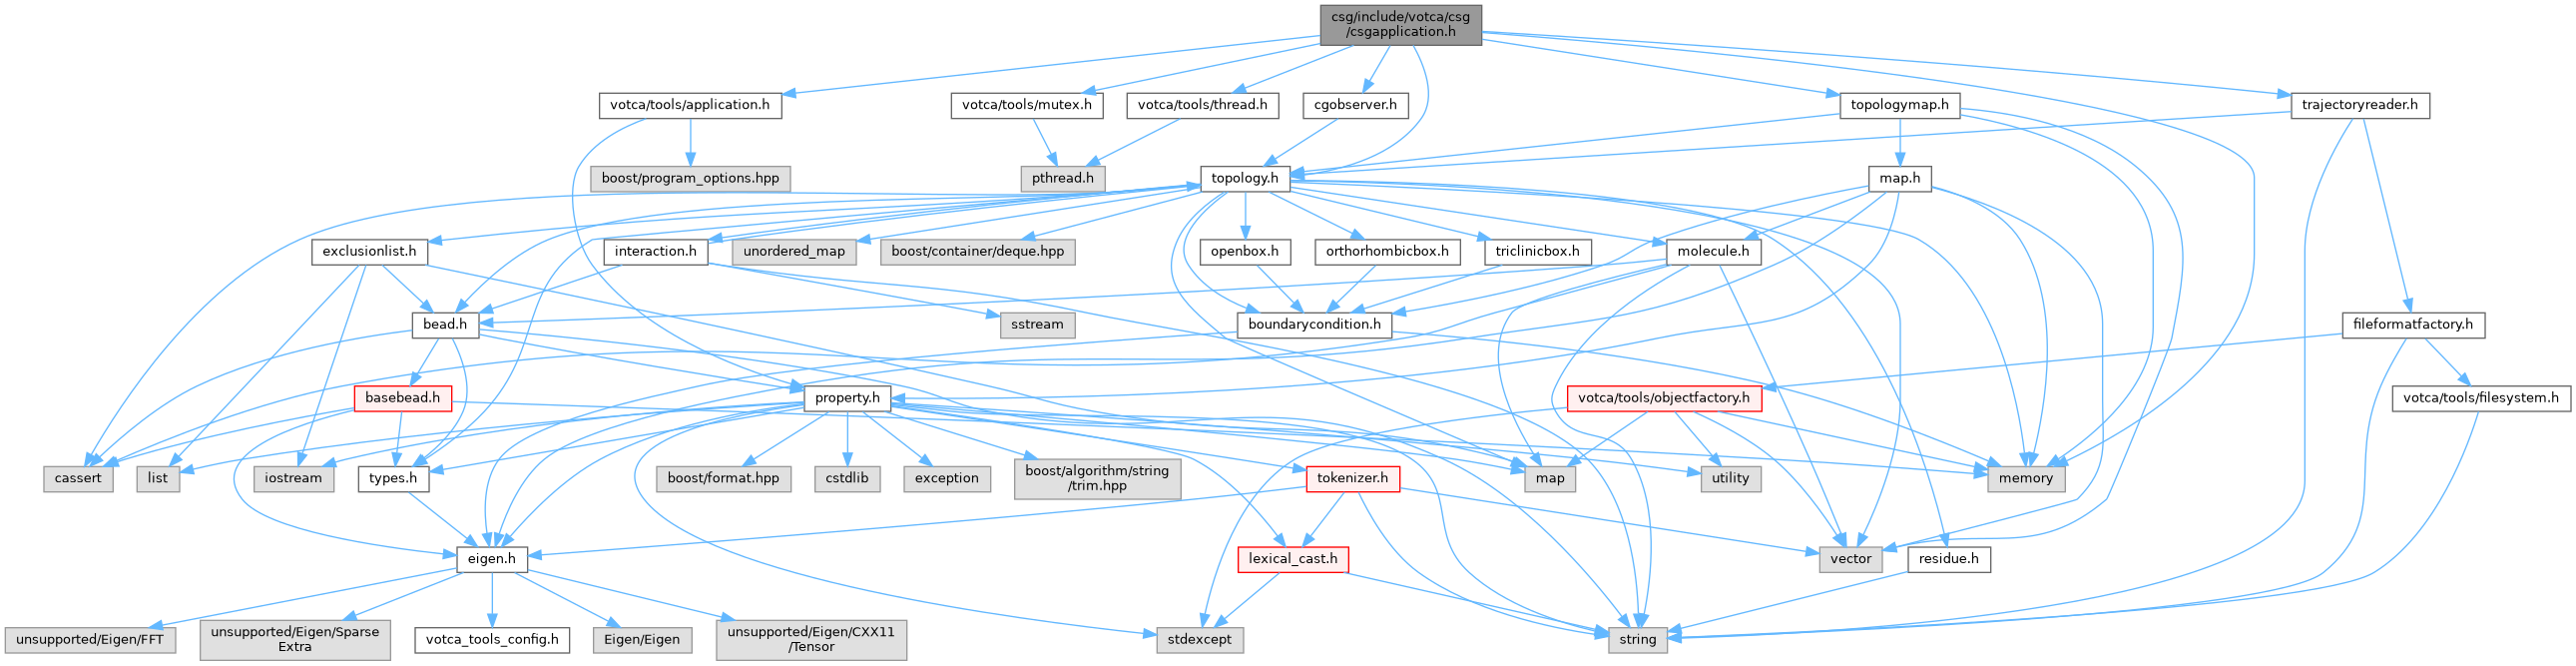 csg/include/votca/csg
/csgapplication.h
votca/tools/application.h
votca/tools/mutex.h
votca/tools/thread.h
cgobserver.h
topologymap.h
trajectoryreader.h
boost/program_options.hpp
pthread.h
topology.h
map.h
exclusionlist.h
interaction.h
unordered_map
boost/container/deque.hpp
openbox.h
orthorhombicbox.h
triclinicbox.h
molecule.h
bead.h
sstream
boundarycondition.h
fileformatfactory.h
basebead.h
property.h
votca/tools/objectfactory.h
votca/tools/filesystem.h
cassert
list
iostream
types.h
boost/format.hpp
cstdlib
exception
boost/algorithm/string
/trim.hpp
tokenizer.h
map
utility
memory
eigen.h
lexical_cast.h
vector
residue.h
unsupported/Eigen/FFT
unsupported/Eigen/Sparse
Extra
votca_tools_config.h
Eigen/Eigen
unsupported/Eigen/CXX11
/Tensor
stdexcept
string